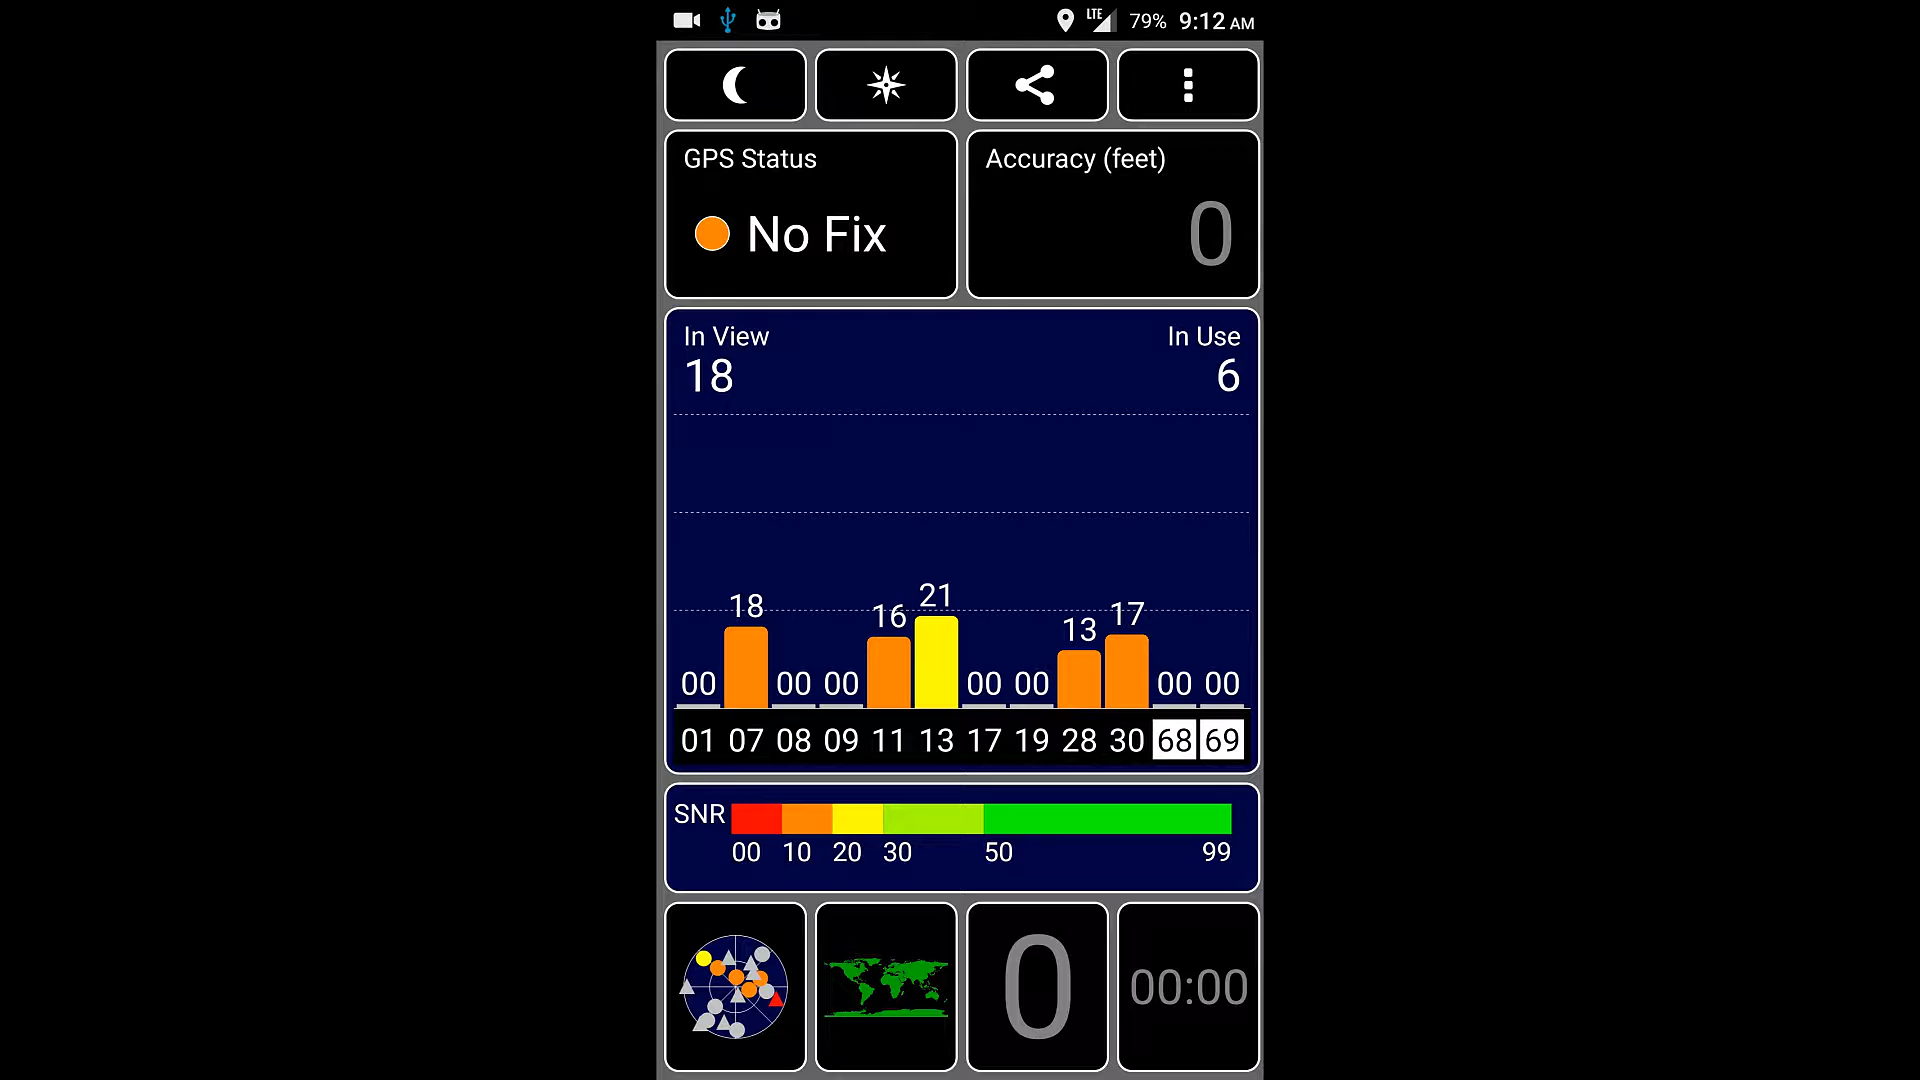 LTE 79% 9:12 AM
GPS Status
No Fix
Accuracy (feet)
0
In View
18
In Use
6
00 18 00 00 16 21 00 00 13 17 00 00
01 07 08 09 11 13 17 19 28 30 68 69
SNR
00 10 20 30 50 99
0
00:00